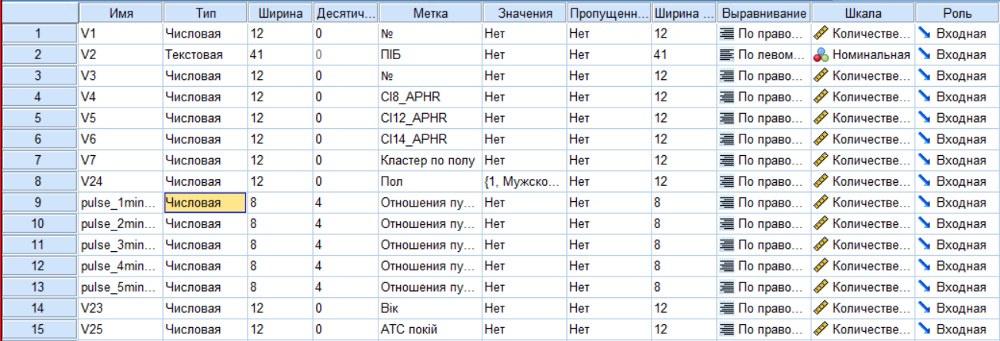 Имя Тип Ширина Десятич... Метка Значения Пропущенн... Ширина ... Выравнивание Шкала Роль
1 V1 Числовая 12 0 № Нет Нет 12 По право... Количестве... Входная
2 V2 Текстовая 41 0 ПІБ Нет Нет 41 По левом... Номинальная Входная
3 V3 Числовая 12 0 № Нет Нет 12 По право... Количестве... Входная
4 V4 Числовая 12 0 CI8_APHR Нет Нет 12 По право... Количестве... Входная
5 V5 Числовая 12 0 CI12_APHR Нет Нет 12 По право... Количестве... Входная
6 V6 Числовая 12 0 CI14_APHR Нет Нет 12 По право... Количестве... Входная
7 V7 Числовая 12 0 Кластер по полу Нет Нет 12 По право... Количестве... Входная
8 V24 Числовая 12 0 Пол {1, Мужско... Нет 12 По право... Количестве... Входная
9 pulse_1min... Числовая 8 4 Отношения пу... Нет Нет 8 По право... Количестве... Входная
10 pulse_2min... Числовая 8 4 Отношения пу... Нет Нет 8 По право... Количестве... Входная
11 pulse_3min... Числовая 8 4 Отношения пу... Нет Нет 8 По право... Количестве... Входная
12 pulse_4min... Числовая 8 4 Отношения пу... Нет Нет 8 По право... Количестве... Входная
13 pulse_5min... Числовая 8 4 Отношения пу... Нет Нет 8 По право... Количестве... Входная
14 V23 Числовая 12 0 Вік Нет Нет 12 По право... Количестве... Входная
15 V25 Числовая 12 0 АТС покій Нет Нет 12 По право... Количестве... Входная